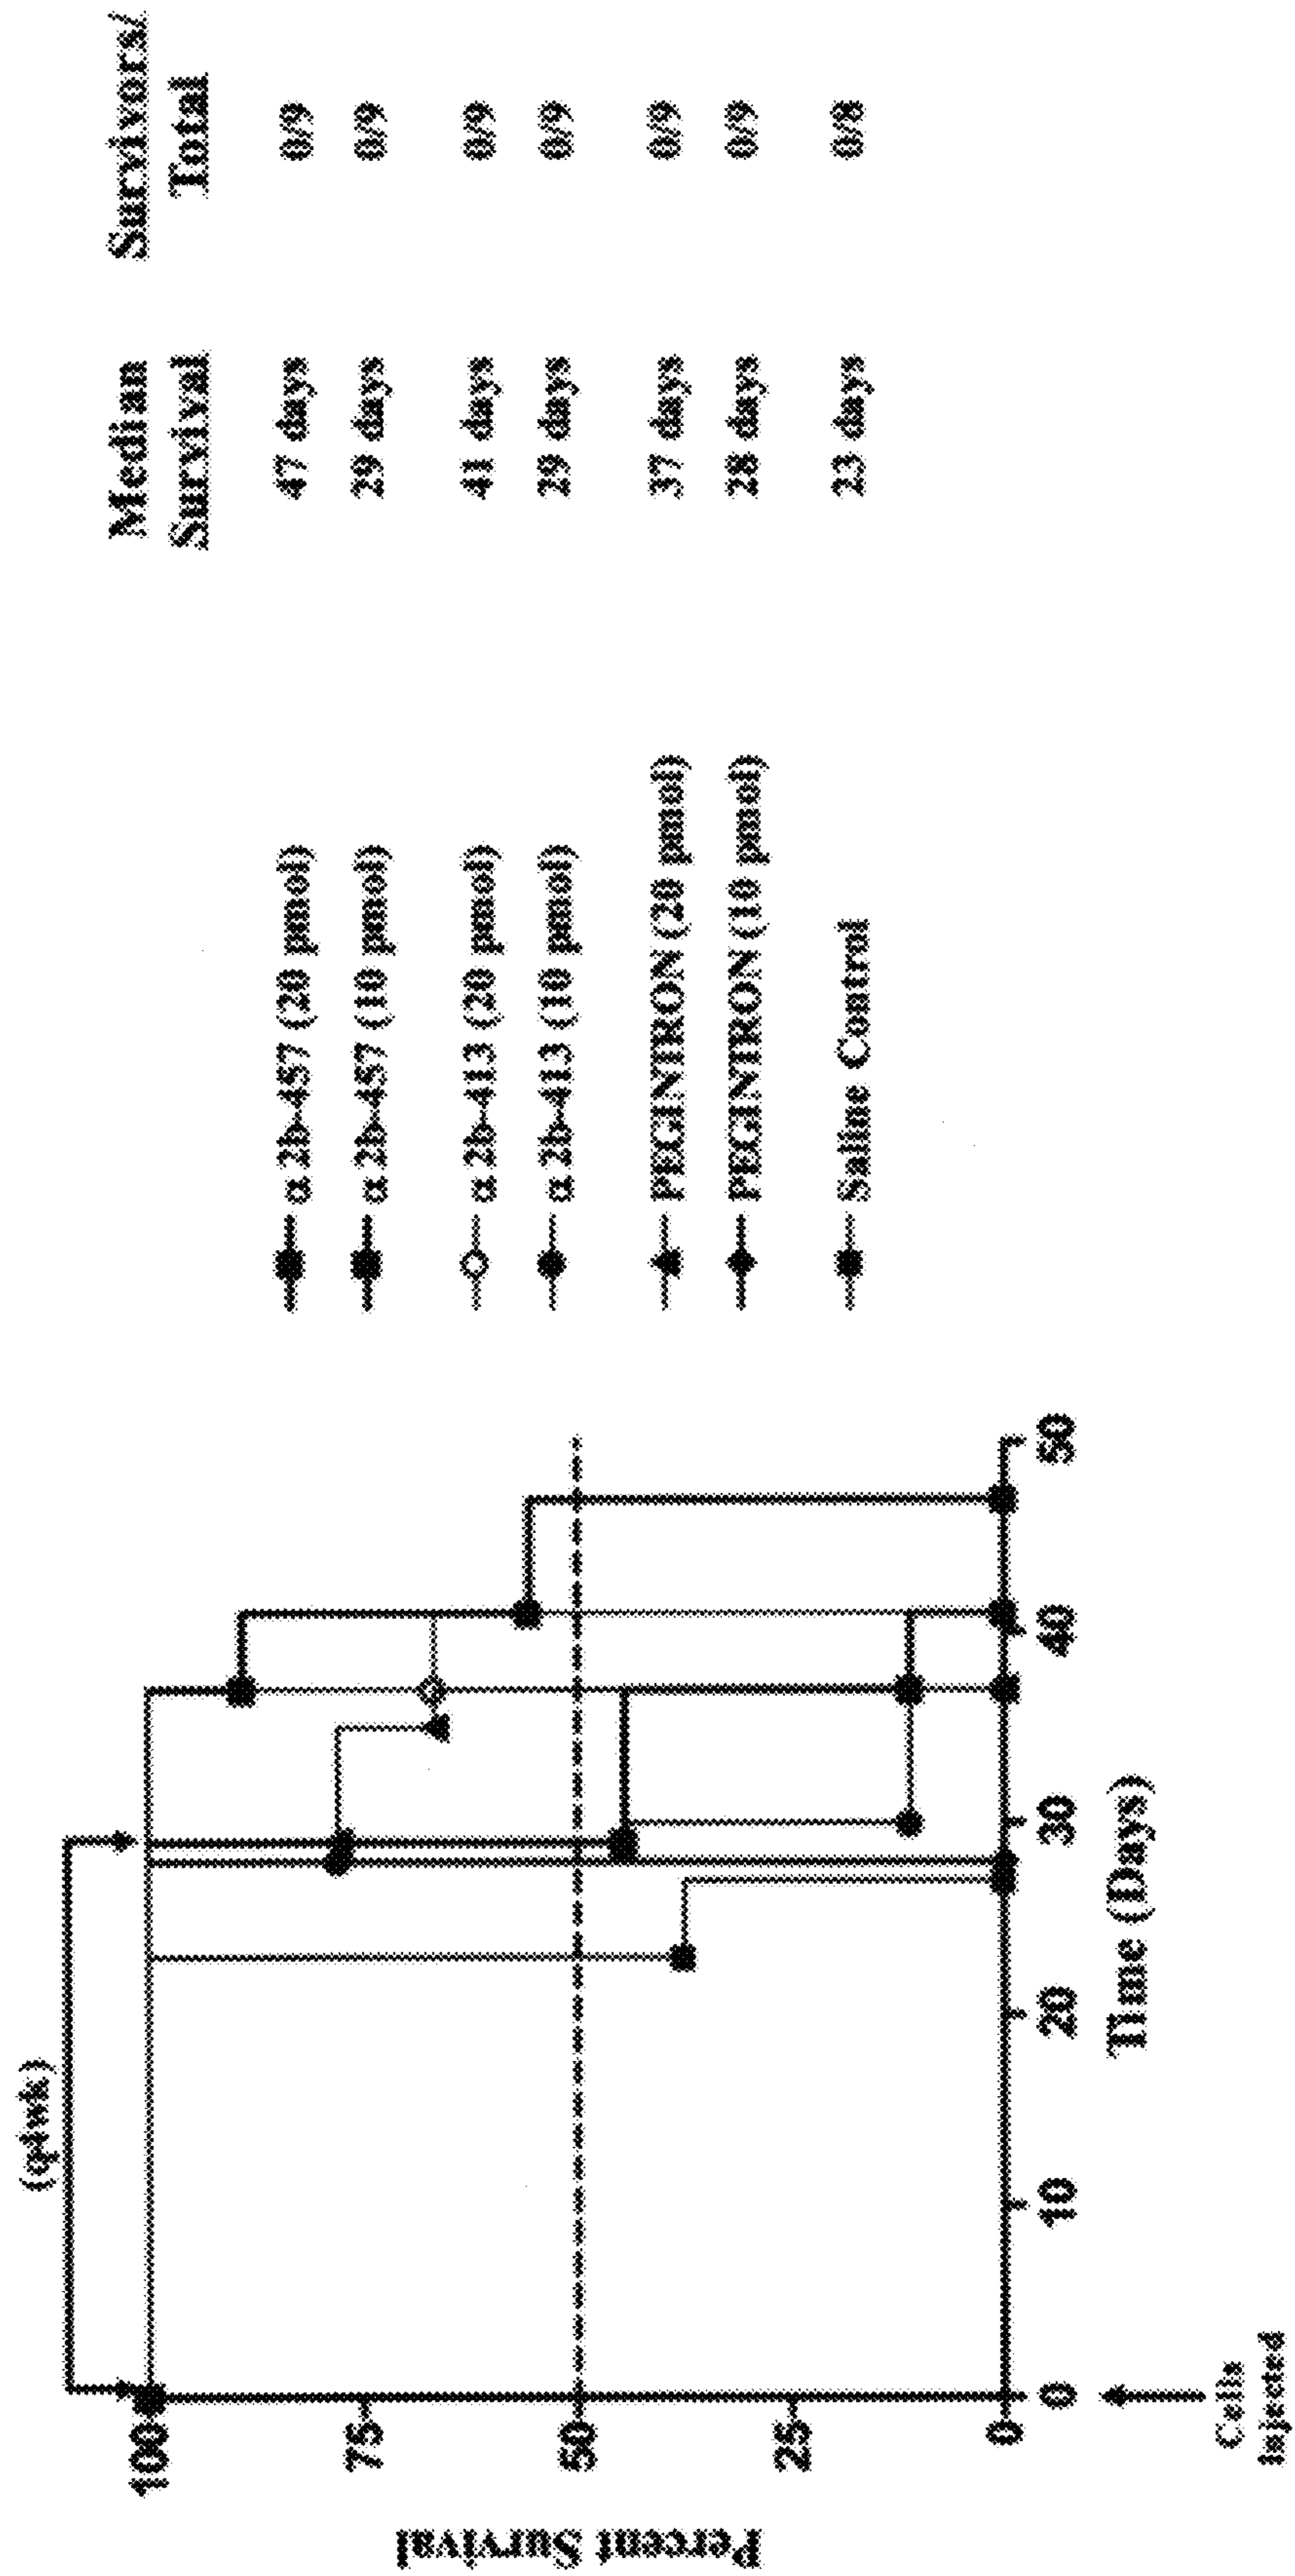 (q4wk)
Percent Survival
100
75
50
25
0
0
10
20
30
40
50
Time (Days)
Cells
Injected
Median
Survival
Survivors/
Total
α 2b-457 (20 pmol) 47 days 0/9
α 2b-457 (10 pmol) 29 days 0/9
α 2b-413 (20 pmol) 41 days 0/9
α 2b-413 (10 pmol) 29 days 0/9
PEGINTRON (20 pmol) 37 days 0/9
PEGINTRON (10 pmol) 28 days 0/9
Saline Control 23 days 0/8